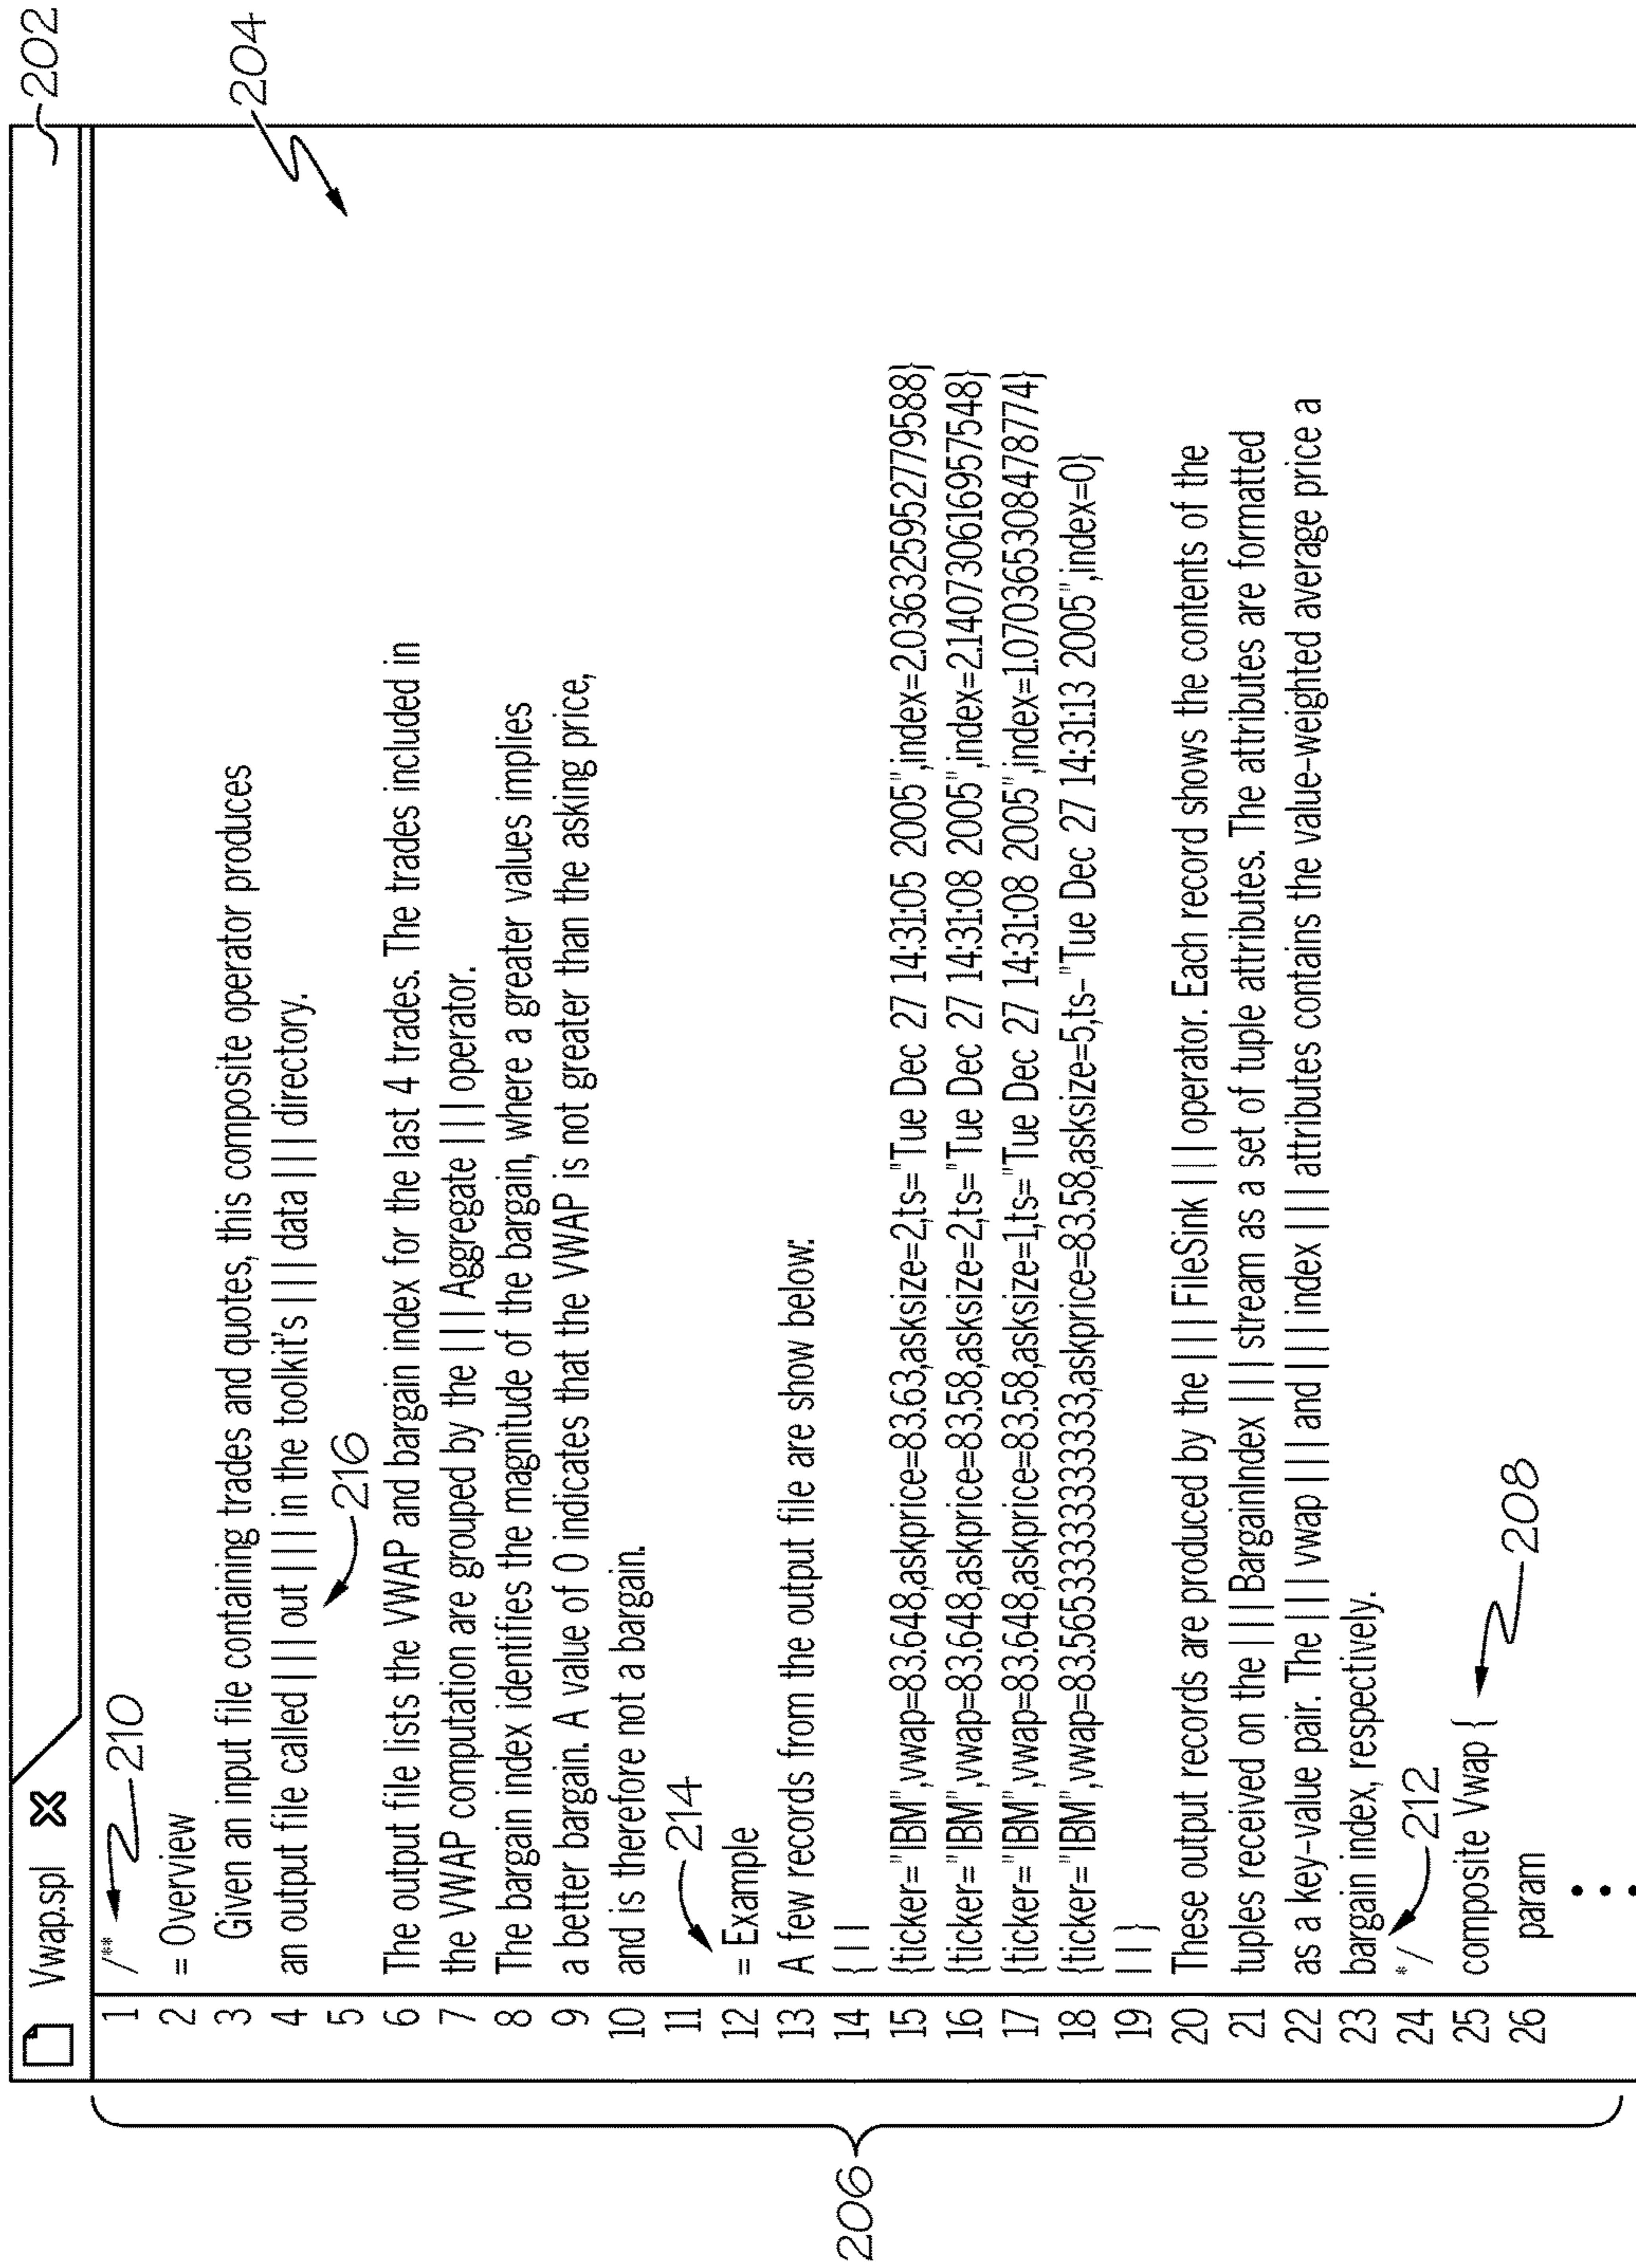 Vwap.spl X
202
204
206
1 /** 210
2 = Overview
3 Given an input file containing trades and quotes, this composite operator produces
4 an output file called ||| out ||| in the toolkit's ||| data ||| directory.
5 216
6 The output file lists the VWAP and bargain index for the last 4 trades. The trades included in
7 the VWAP computation are grouped by the ||| Aggregate ||| operator.
8 The bargain index identifies the magnitude of the bargain, where a greater values implies
9 a better bargain. A value of 0 indicates that the VWAP is not greater than the asking price,
10 and is therefore not a bargain.
11 214
12 = Example
13 A few records from the output file are show below:
14 {|||
15 {ticker="IBM",vwap=83.648,askprice=83.63,asksize=2,ts="Tue Dec 27 14:31:05 2005",index=2.03632595277 9588}
16 {ticker="IBM",vwap=83.648,askprice=83.58,asksize=2,ts="Tue Dec 27 14:31:08 2005",index=2.14073061695 7548}
17 {ticker="IBM",vwap=83.648,askprice=83.58,asksize=1,ts="Tue Dec 27 14:31:08 2005",index=1.07036530847 8774}
18 {ticker="IBM",vwap=83.5653333333333,askprice=83.58,asksize=5,ts-"Tue Dec 27 14:31:13 2005",index=0}
19 |||}
20 These output records are produced by the ||| FileSink ||| operator. Each record shows the contents of the
21 tuples received on the ||| BargainIndex ||| stream as a set of tuple attributes. The attributes are formatted
22 as a key-value pair. The ||| vwap ||| and ||| index ||| attributes contains the value-weighted average price a
23 bargain index, respectively.
24 */ 212
25 composite Vwap { 208
26 param